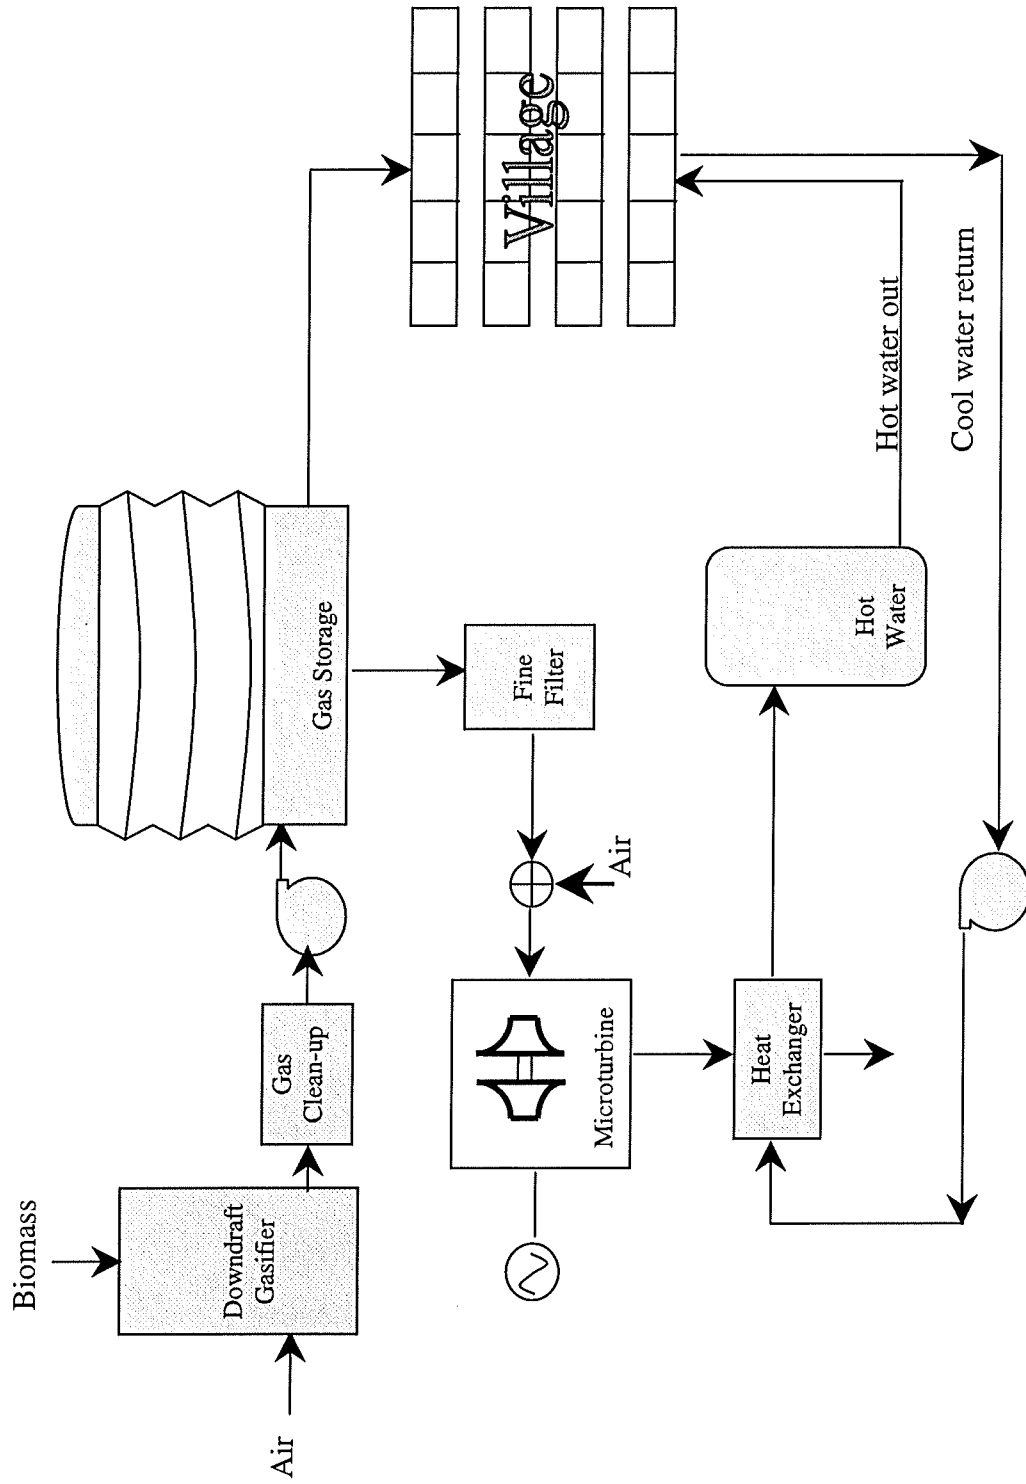 Biomass
Air
Downdraft
Gasifier
Gas
Clean-up
Gas Storage
Fine
Filter
Air
Microturbine
Heat
Exchanger
Hot
Water
Hot water out
Cool water return
Village